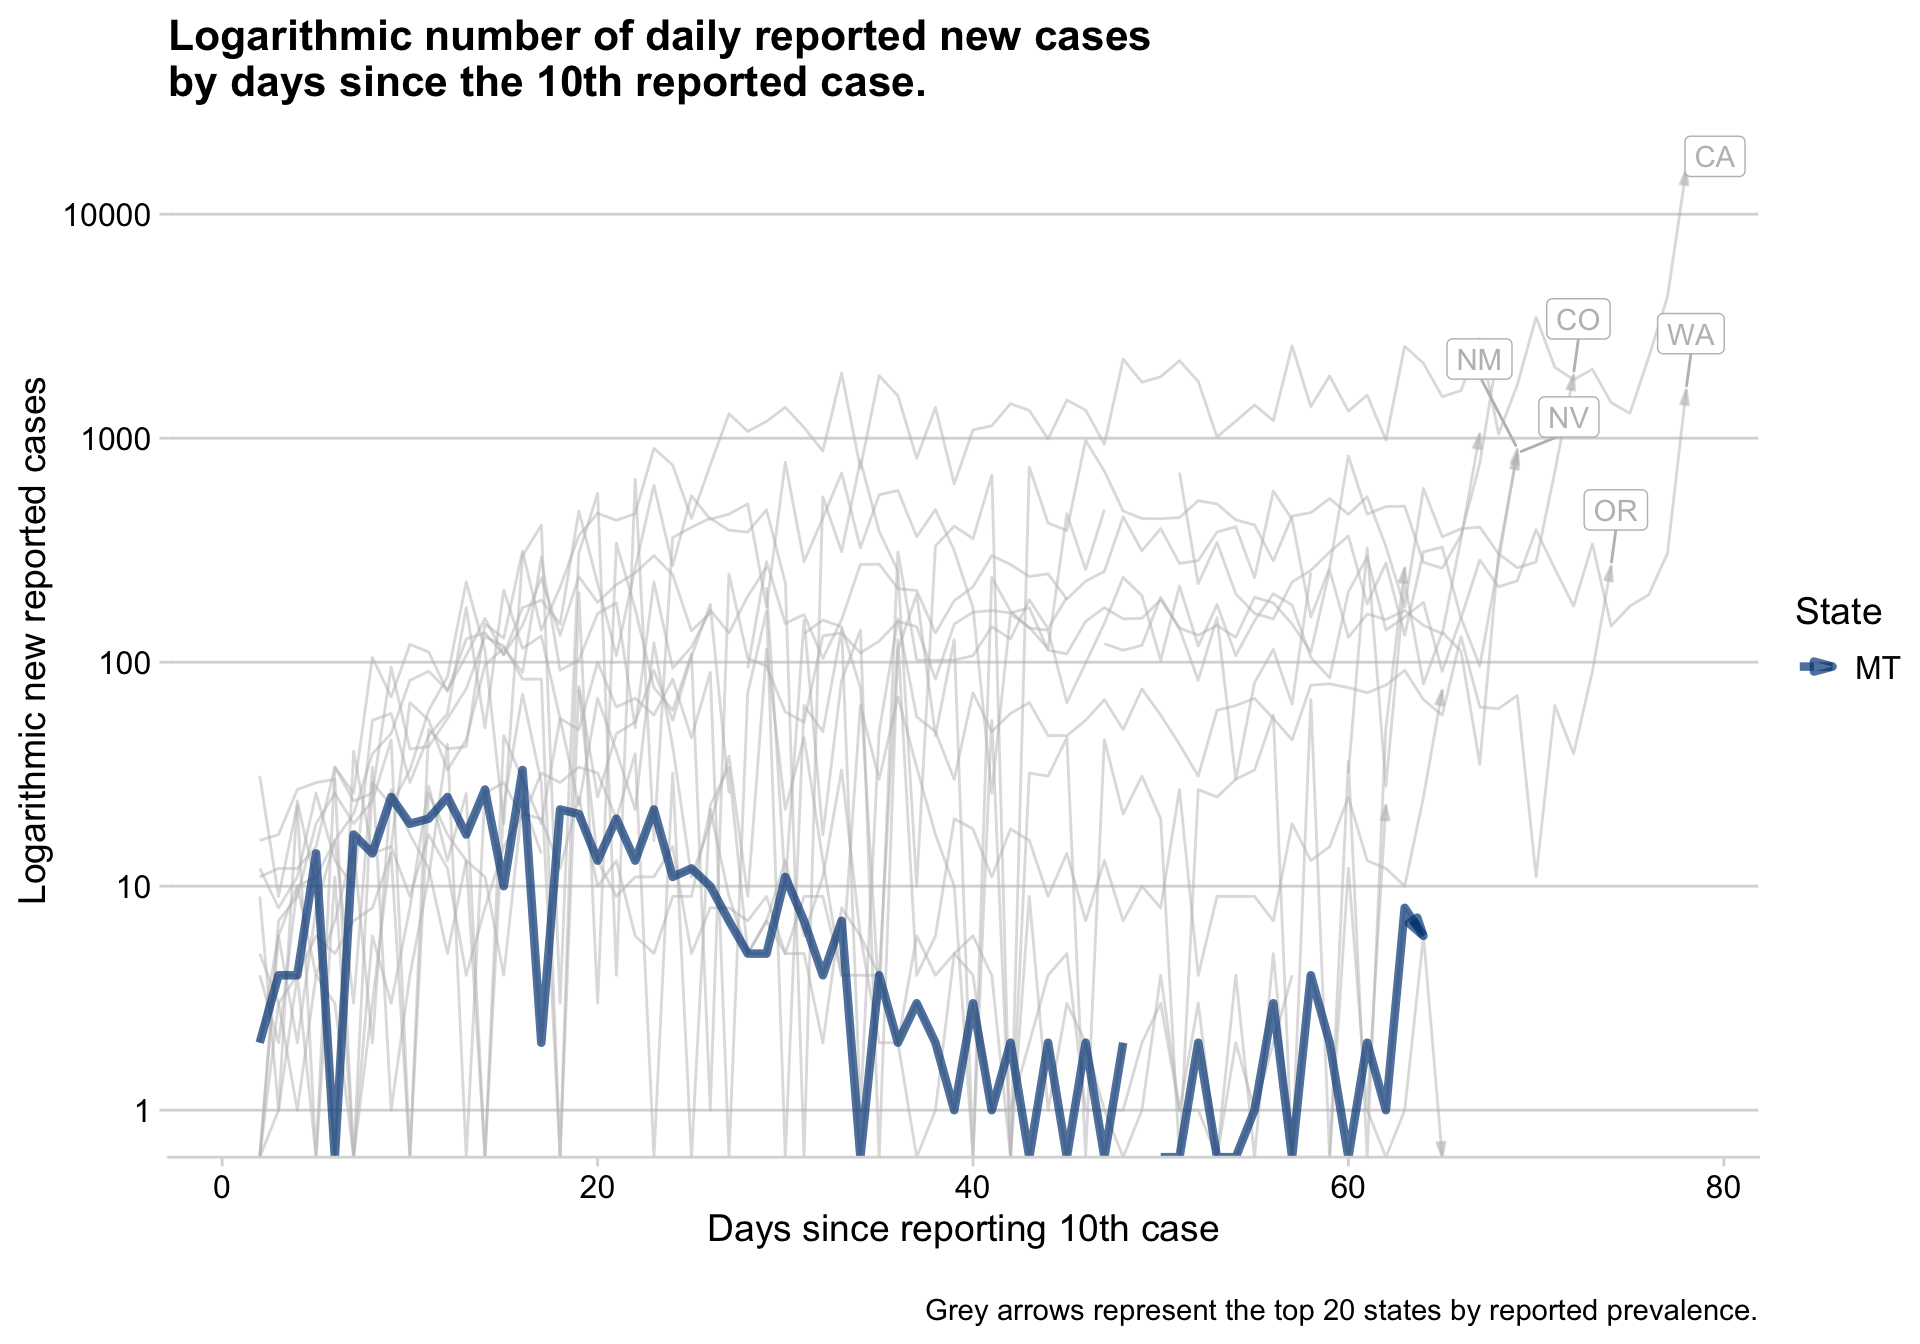 Logarithmic number of daily reported new cases
by days since the 10th reported case.
Logarithmic new reported cases
10000
1000
100
10
1
CA
CO
WA
NM
NV
OR
State
MT
0
20
40
60
80
Days since reporting 10th case
Grey arrows represent the top 20 states by reported prevalence.